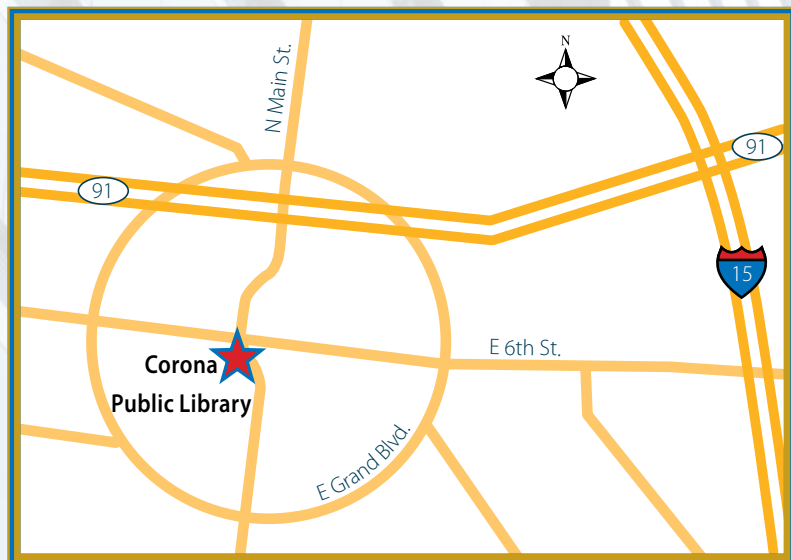 N
N Main St.
91
91
15
E 6th St.
Corona
Public Library
E Grand Blvd.